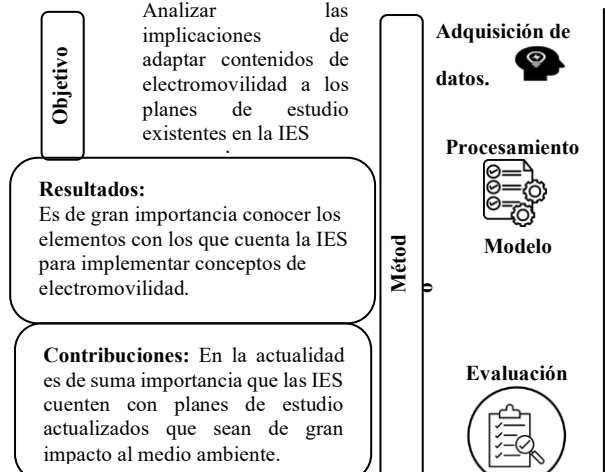 Objetivo
Analizar las
implicaciones de
adaptar contenidos de
electromovilidad a los
planes de estudio
existentes en la IES
.
Resultados:
Es de gran importancia conocer los
elementos con los que cuenta la IES
para implementar conceptos de
electromovilidad.
Contribuciones: En la actualidad
es de suma importancia que las IES
cuenten con planes de estudio
actualizados que sean de gran
impacto al medio ambiente.
Métod
o
Adquisición de
datos.
Procesamiento
Modelo
Evaluación